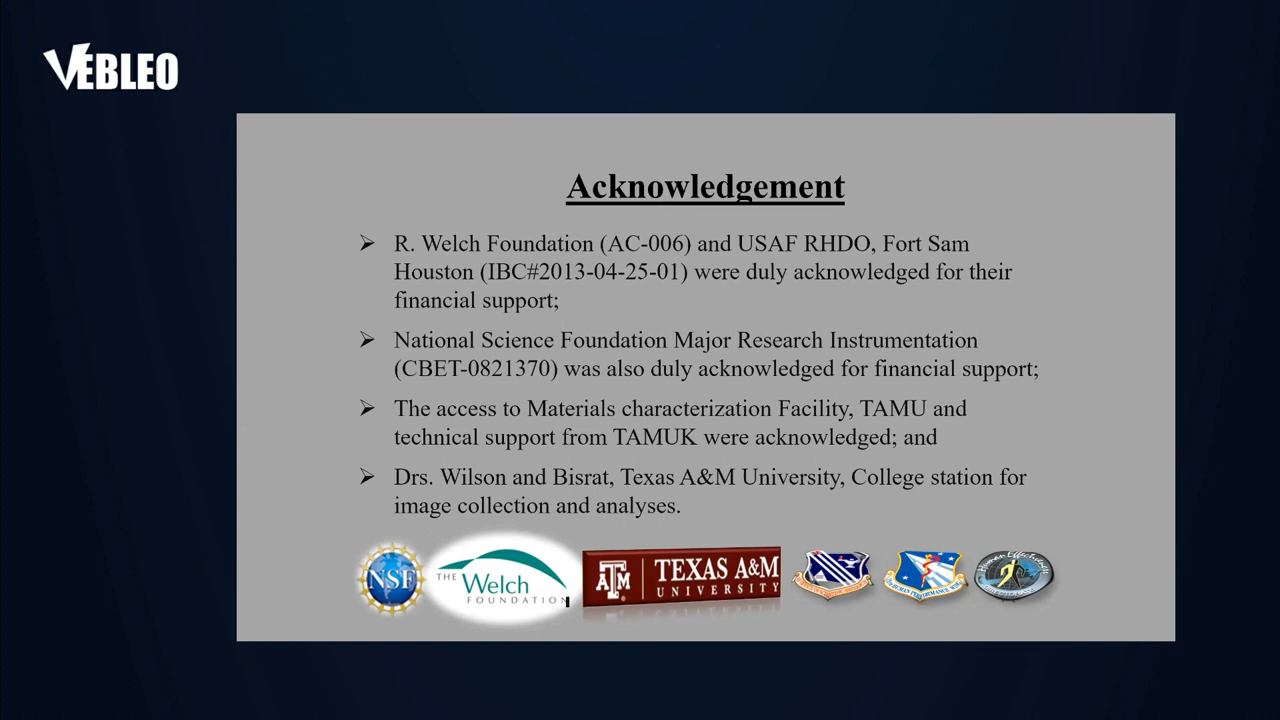 VEBLEO
Acknowledgement
➢ R. Welch Foundation (AC-006) and USAF RHDO, Fort Sam
Houston (IBC#2013-04-25-01) were duly acknowledged for their
financial support;
➢ National Science Foundation Major Research Instrumentation
(CBET-0821370) was also duly acknowledged for financial support;
➢ The access to Materials characterization Facility, TAMU and
technical support from TAMUK were acknowledged; and
➢ Drs. Wilson and Bisrat, Texas A&M University, College station for
image collection and analyses.
NSF
THE Welch
FOUNDATION
ATM TEXAS A&M
UNIVERSITY
Human Effectiveness